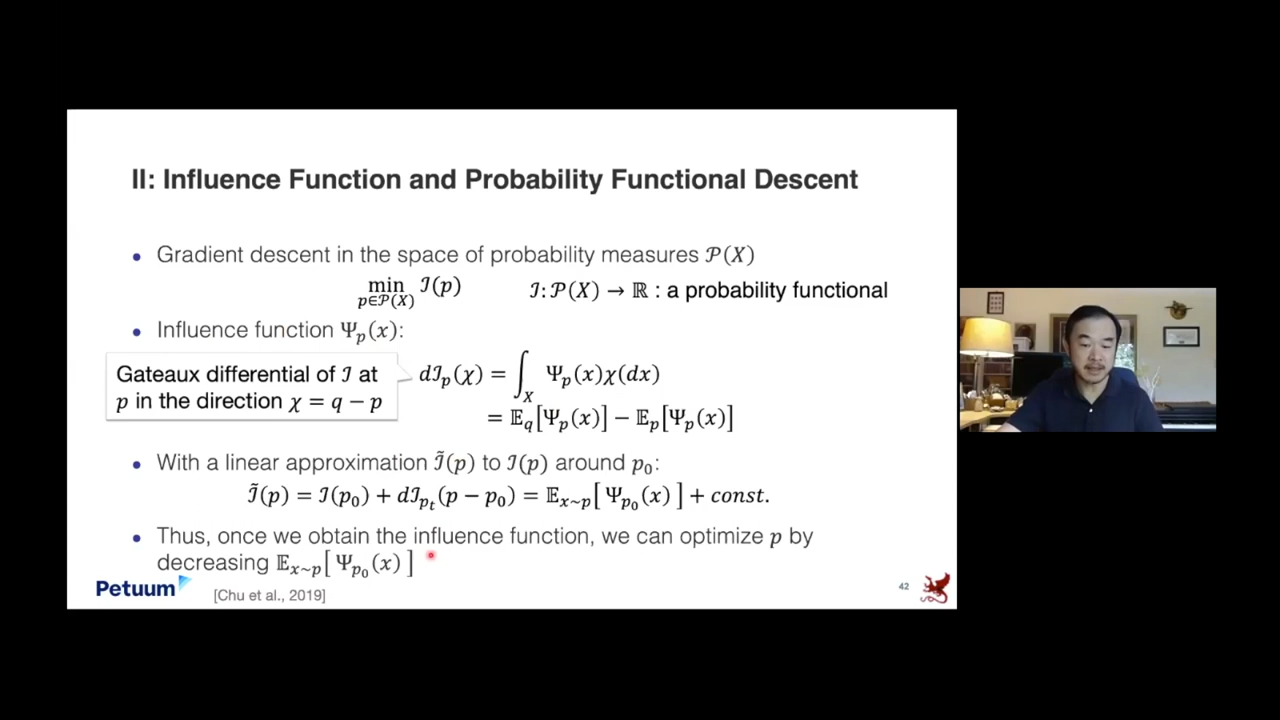 II: Influence Function and Probability Functional Descent
• Gradient descent in the space of probability measures 𝒫(X)
min p∈𝒫(X) ℐ(p)    ℐ: 𝒫(X) → ℝ : a probability functional
• Influence function Ψ_p(x):
Gateaux differential of ℐ at
p in the direction χ = q − p
dℐ_p(χ) = ∫_X Ψ_p(x)χ(dx)
= 𝔼_q[Ψ_p(x)] − 𝔼_p[Ψ_p(x)]
• With a linear approximation ℐ̃(p) to ℐ(p) around p_0:
ℐ̃(p) = ℐ(p_0) + dℐ_{p_t}(p − p_0) = 𝔼_{x~p}[ Ψ_{p_0}(x) ] + const.
• Thus, once we obtain the influence function, we can optimize p by
decreasing 𝔼_{x~p}[ Ψ_{p_0}(x) ]
Petuum
[Chu et al., 2019]
42